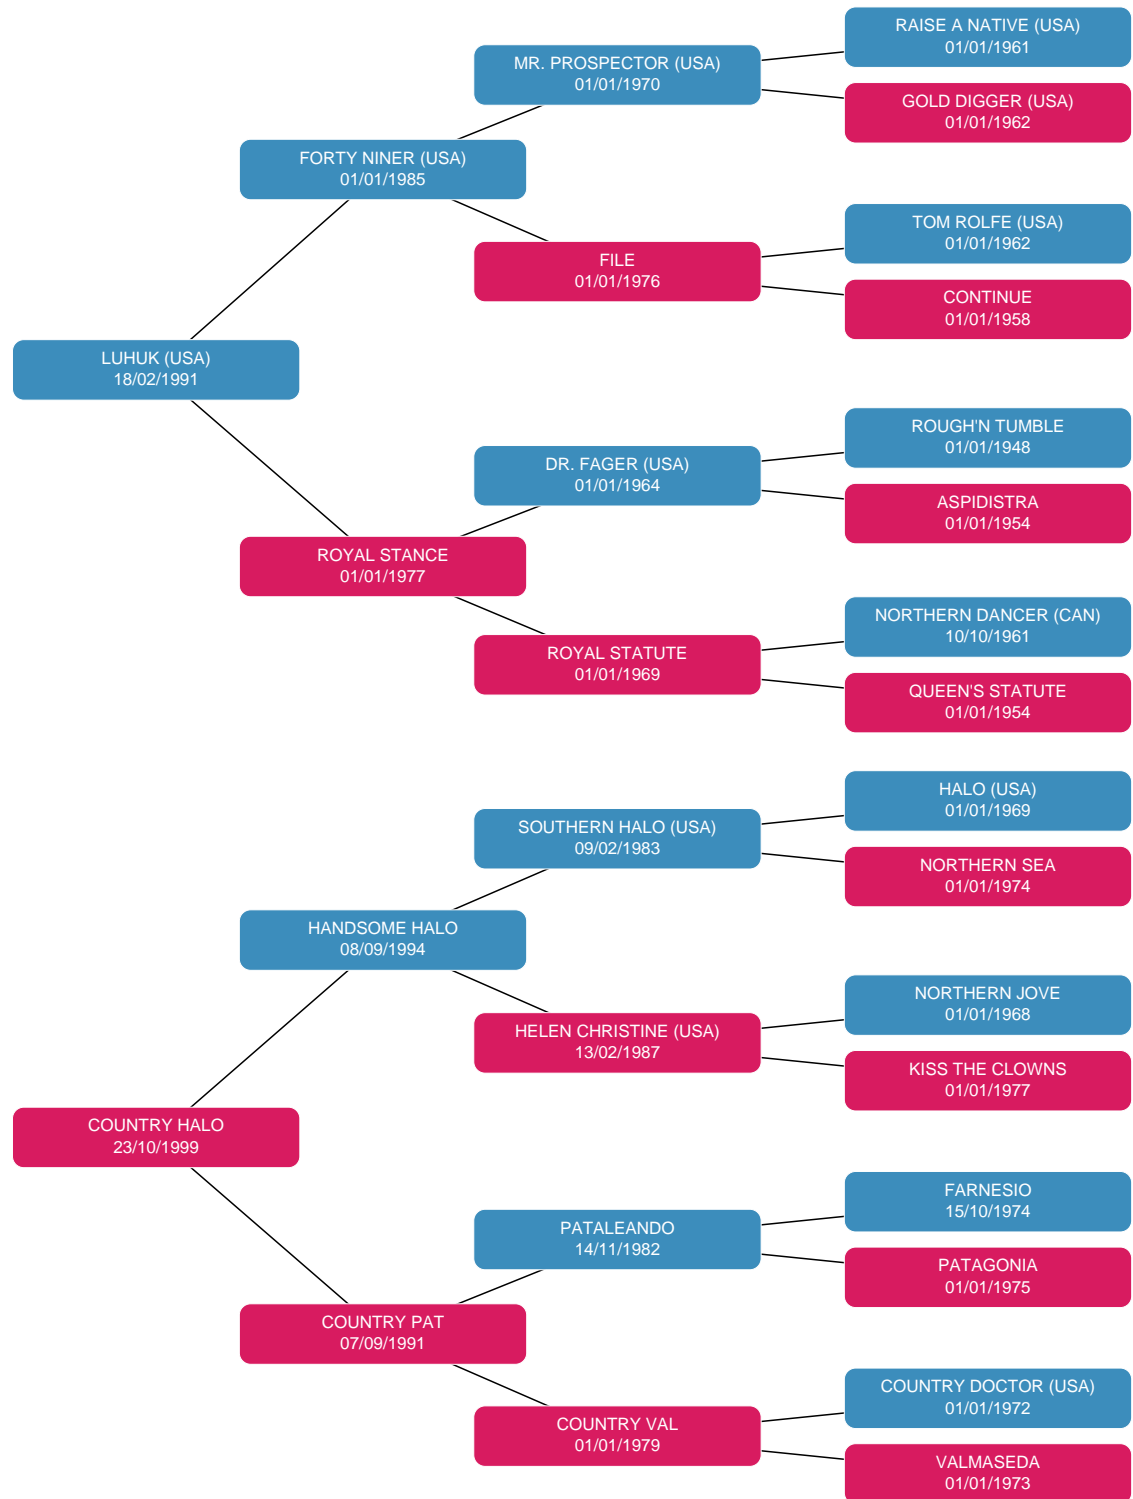 RAISE A NATIVE (USA)
01/01/1961
MR. PROSPECTOR (USA)
01/01/1970
GOLD DIGGER (USA)
01/01/1962
FORTY NINER (USA)
01/01/1985
TOM ROLFE (USA)
01/01/1962
FILE
01/01/1976
CONTINUE
01/01/1958
LUHUK (USA)
18/02/1991
ROUGH'N TUMBLE
01/01/1948
DR. FAGER (USA)
01/01/1964
ASPIDISTRA
01/01/1954
ROYAL STANCE
01/01/1977
NORTHERN DANCER (CAN)
10/10/1961
ROYAL STATUTE
01/01/1969
QUEEN'S STATUTE
01/01/1954
HALO (USA)
01/01/1969
SOUTHERN HALO (USA)
09/02/1983
NORTHERN SEA
01/01/1974
HANDSOME HALO
08/09/1994
NORTHERN JOVE
01/01/1968
HELEN CHRISTINE (USA)
13/02/1987
KISS THE CLOWNS
01/01/1977
COUNTRY HALO
23/10/1999
FARNESIO
15/10/1974
PATALEANDO
14/11/1982
PATAGONIA
01/01/1975
COUNTRY PAT
07/09/1991
COUNTRY DOCTOR (USA)
01/01/1972
COUNTRY VAL
01/01/1979
VALMASEDA
01/01/1973